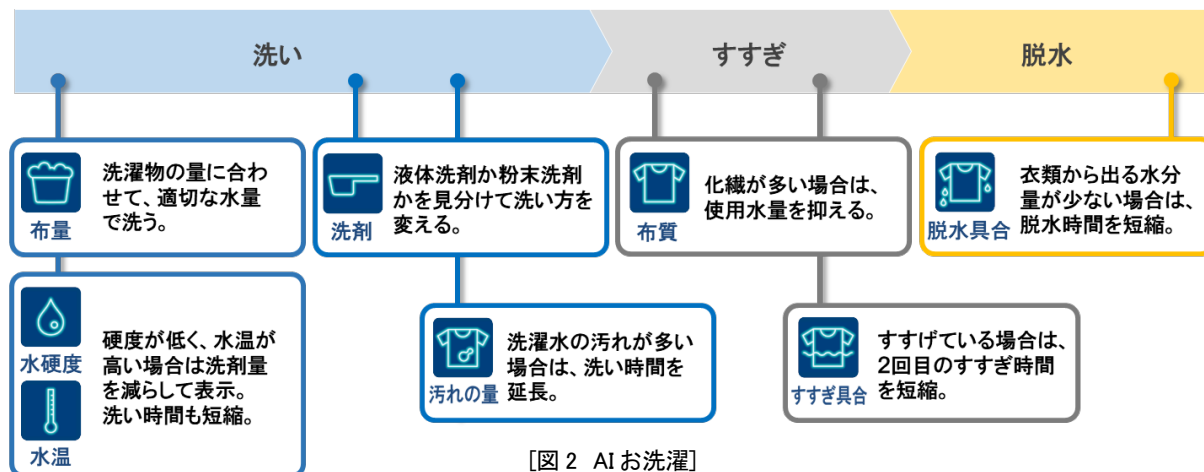 洗い
すすぎ
脱水
布量
洗濯物の量に合わ
せて、適切な水量
で洗う。
水硬度
水温
硬度が低く、水温が
高い場合は洗剤量
を減らして表示。
洗い時間も短縮。
洗剤
液体洗剤か粉末洗剤
かを見分けて洗い方を
変える。
汚れの量
洗濯水の汚れが多い
場合は、洗い時間を
延長。
布質
化繊が多い場合は、
使用水量を抑える。
すすぎ具合
すすげている場合は、
2回目のすすぎ時間
を短縮。
脱水具合
衣類から出る水分
量が少ない場合は、
脱水時間を短縮。
[図2 AIお洗濯]